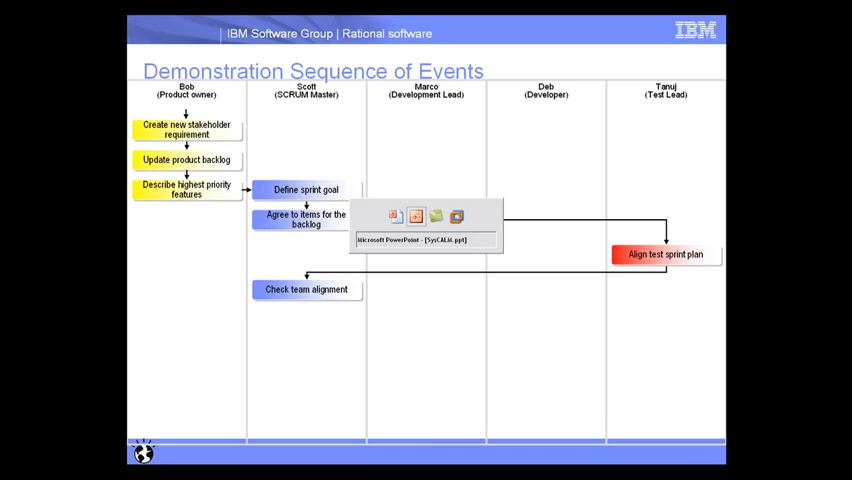 IBM Software Group | Rational software
IBM
Demonstration Sequence of Events
Bob
(Product owner)
Scott
(SCRUM Master)
Marco
(Development Lead)
Deb
(Developer)
Tanuj
(Test Lead)
Create new stakeholder
requirement
Update product backlog
Describe highest priority
features
Define sprint goal
Agree to items for the
backlog
Microsoft PowerPoint - [SysCALM.ppt]
Align test sprint plan
Check team alignment